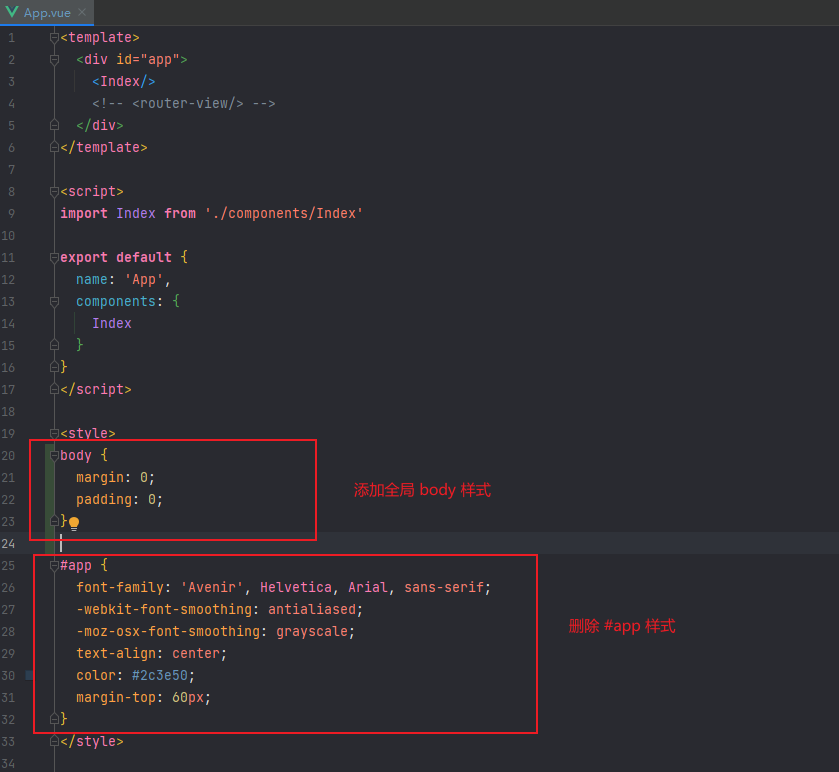 App.vue
1 <template>
2 <div id="app">
3 <Index/>
4 <!-- <router-view/> -->
5 </div>
6 </template>
7
8 <script>
9 import Index from './components/Index'
10
11 export default {
12 name: 'App',
13 components: {
14 Index
15 }
16 }
17 </script>
18
19 <style>
20 body {
21 margin: 0;
添加全局 body 样式
22 padding: 0;
23 }
24
25 #app {
26 font-family: 'Avenir', Helvetica, Arial, sans-serif;
27 -webkit-font-smoothing: antialiased;
28 -moz-osx-font-smoothing: grayscale;
删除 #app 样式
29 text-align: center;
30 color: #2c3e50;
31 margin-top: 60px;
32 }
33 </style>
34